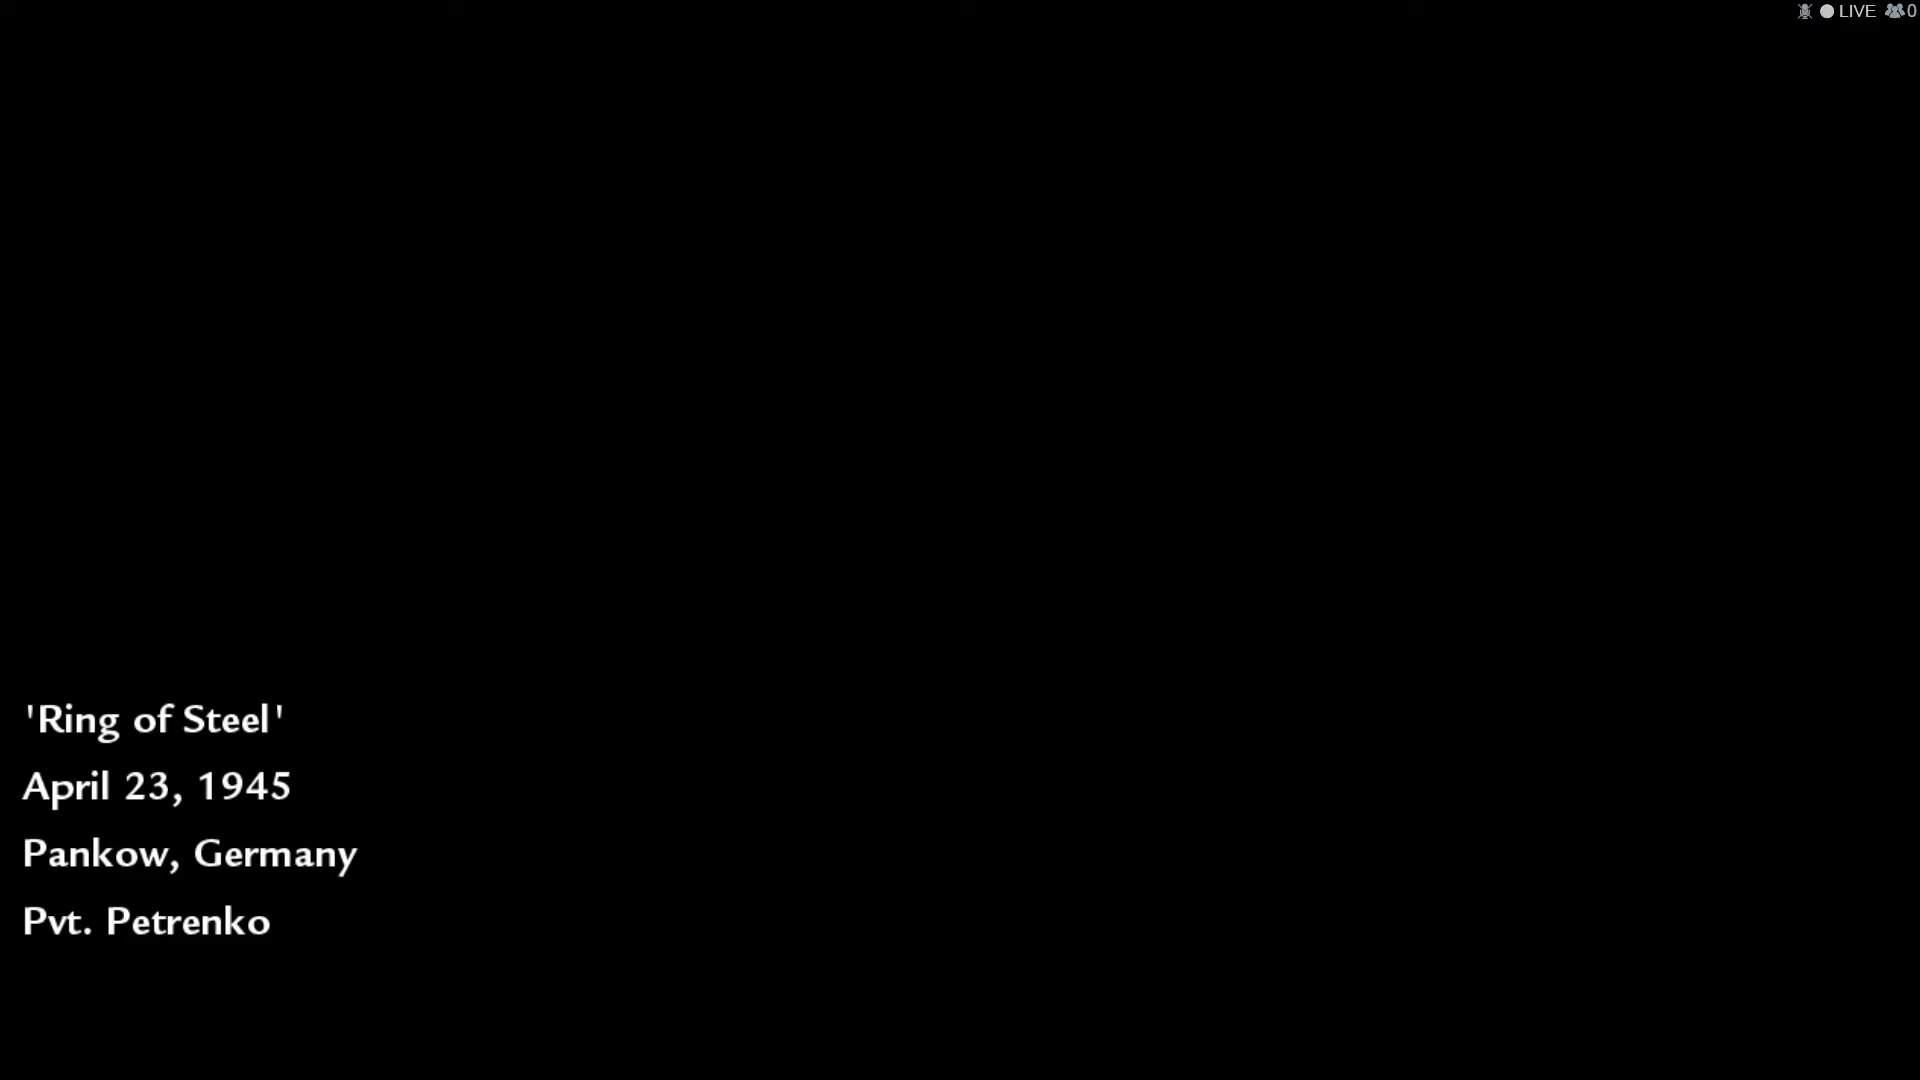 LIVE 0
'Ring of Steel'
April 23, 1945
Pankow, Germany
Pvt. Petrenko